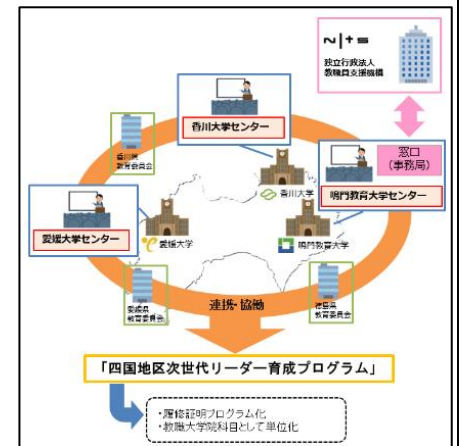 NITS
独立行政法人
教職員支援機構
香川大学センター
香川県
教育委員会
窓口
(事務局)
香川大学
鳴門教育大学センター
愛媛大学センター
愛媛大学
鳴門教育大学
愛媛県
教育委員会
連携・協働
徳島県
教育委員会
「四国地区次世代リーダー育成プログラム」
・履修証明プログラム化
・教職大学院科目として単位化